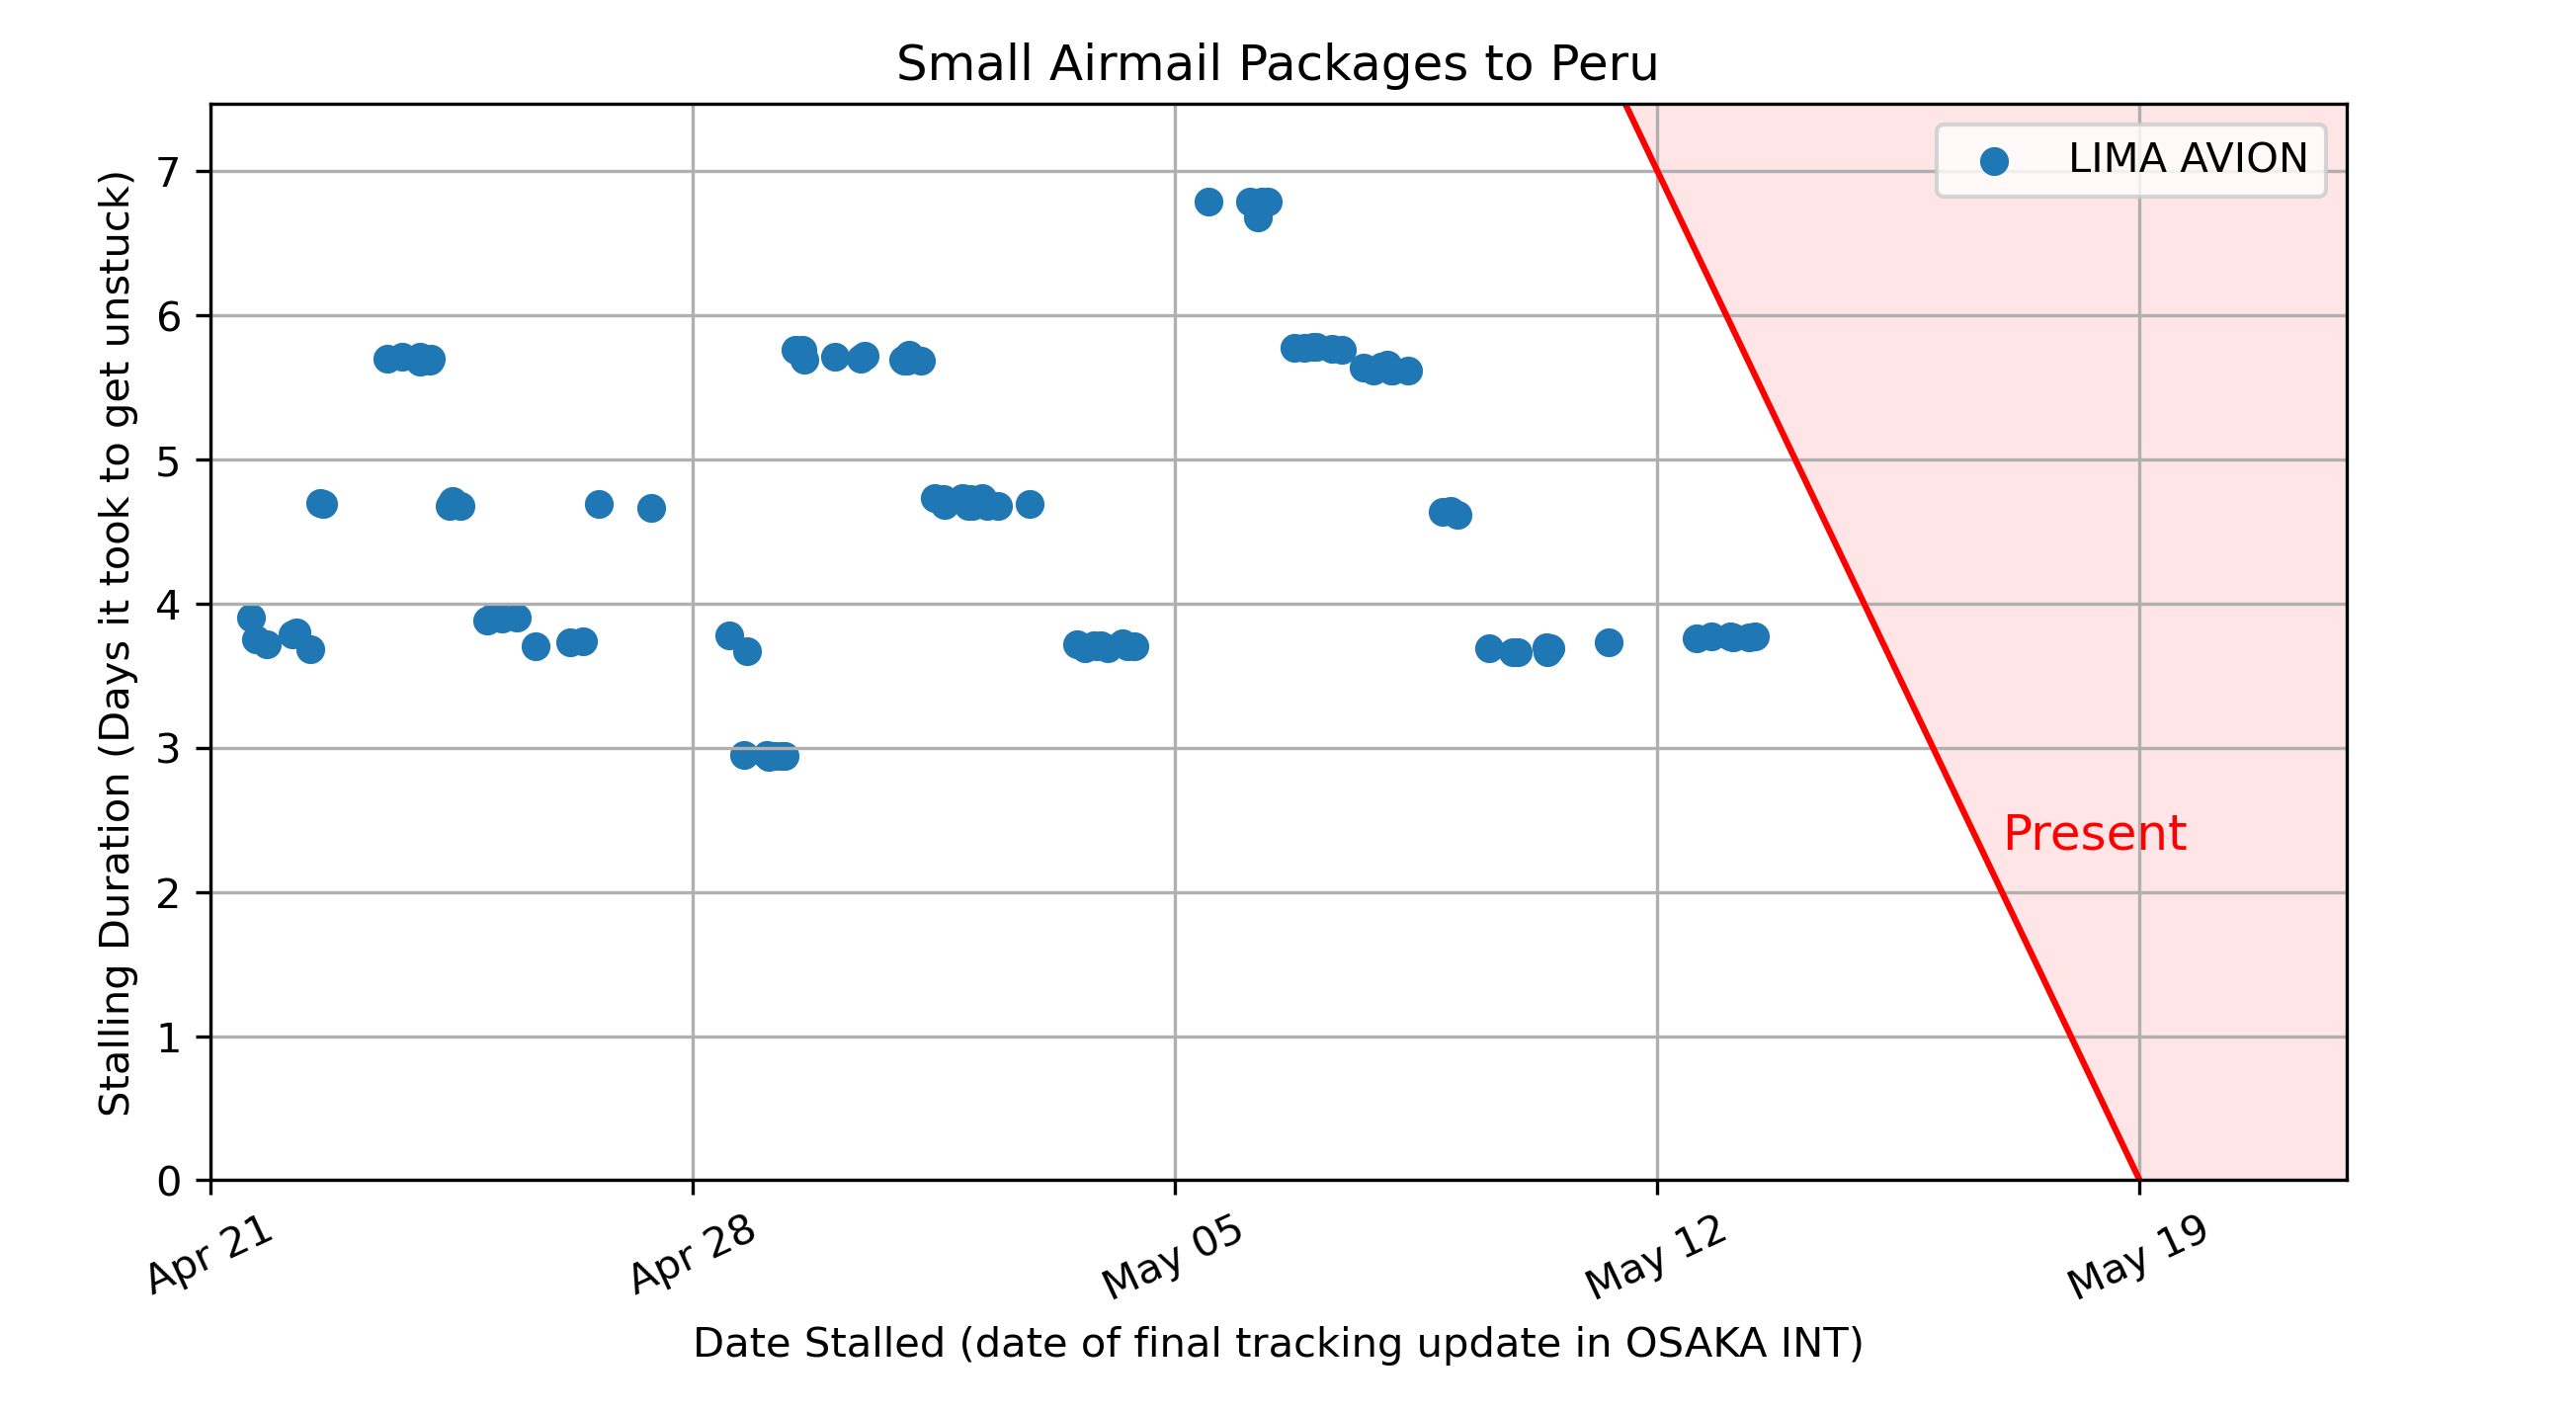 Small Airmail Packages to Peru
LIMA AVION
Stalling Duration (Days it took to get unstuck)
7
6
5
4
3
2
1
0
Present
Apr 21
Apr 28
May 05
May 12
May 19
Date Stalled (date of final tracking update in OSAKA INT)